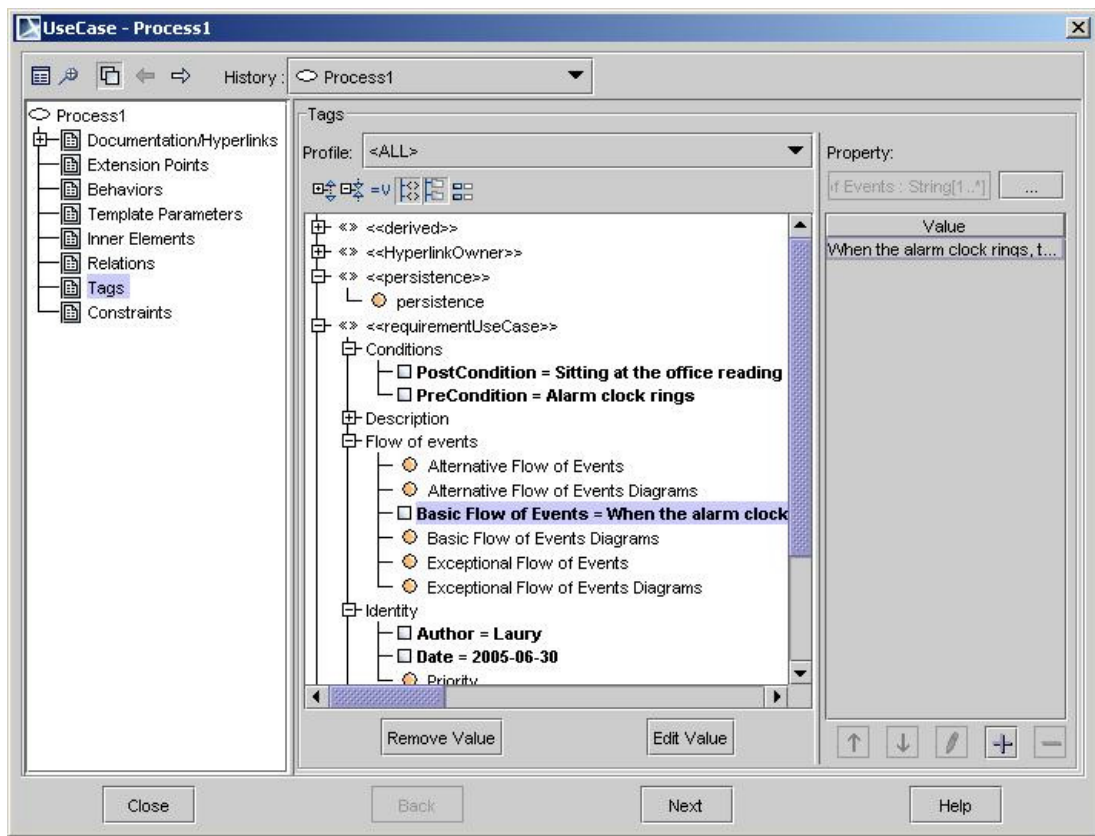 UseCase - Process1
History : Process1
Process1
Documentation/Hyperlinks
Extension Points
Behaviors
Template Parameters
Inner Elements
Relations
Tags
Constraints
Tags
Profile: <ALL>
=V
«» <<derived>>
«» <<HyperlinkOwner>>
«» <<persistence>>
persistence
«» <<requirementUseCase>>
Conditions
PostCondition = Sitting at the office reading
PreCondition = Alarm clock rings
Description
Flow of events
Alternative Flow of Events
Alternative Flow of Events Diagrams
Basic Flow of Events = When the alarm clock
Basic Flow of Events Diagrams
Exceptional Flow of Events
Exceptional Flow of Events Diagrams
Identity
Author = Laury
Date = 2005-06-30
Priority
Remove Value
Edit Value
Property:
f Events : String[1..*]
...
Value
When the alarm clock rings, t...
Close
Back
Next
Help